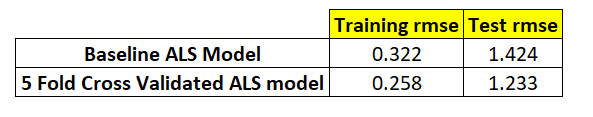 Training rmse Test rmse
Baseline ALS Model 0.322 1.424
5 Fold Cross Validated ALS model 0.258 1.233